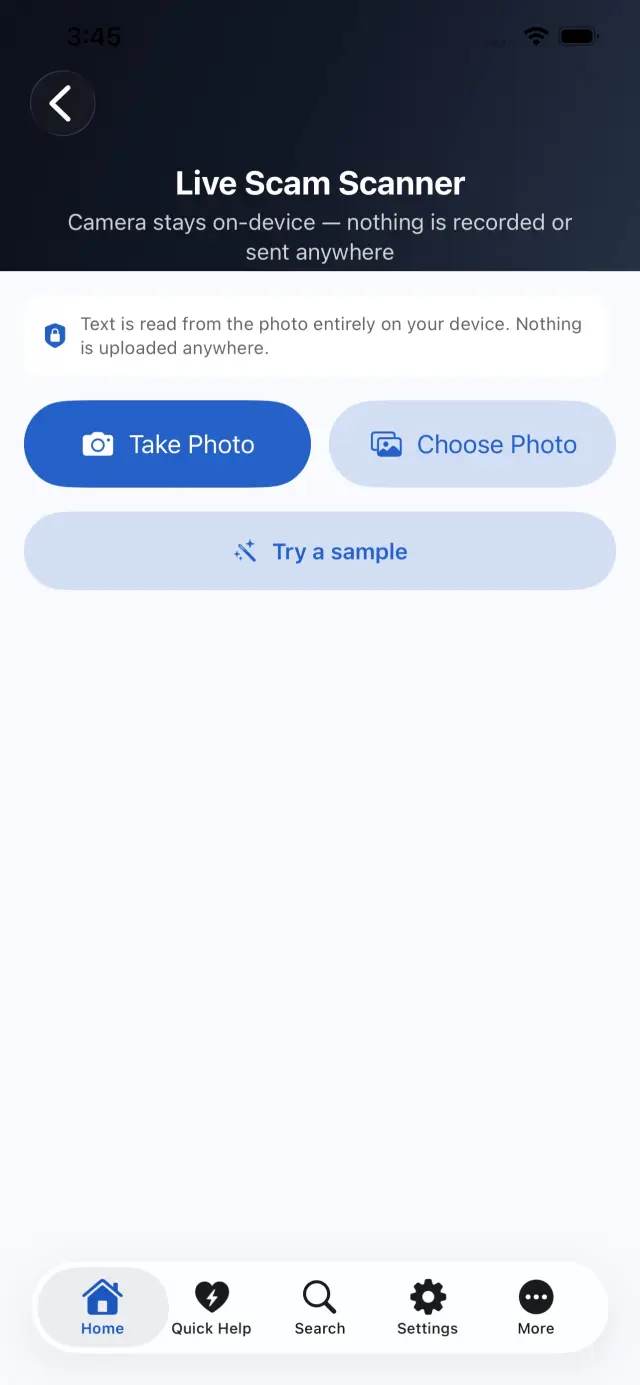 3:45
Live Scam Scanner
Camera stays on-device — nothing is recorded or
sent anywhere
Text is read from the photo entirely on your device. Nothing
is uploaded anywhere.
Take Photo
Choose Photo
Try a sample
Home
Quick Help
Search
Settings
More